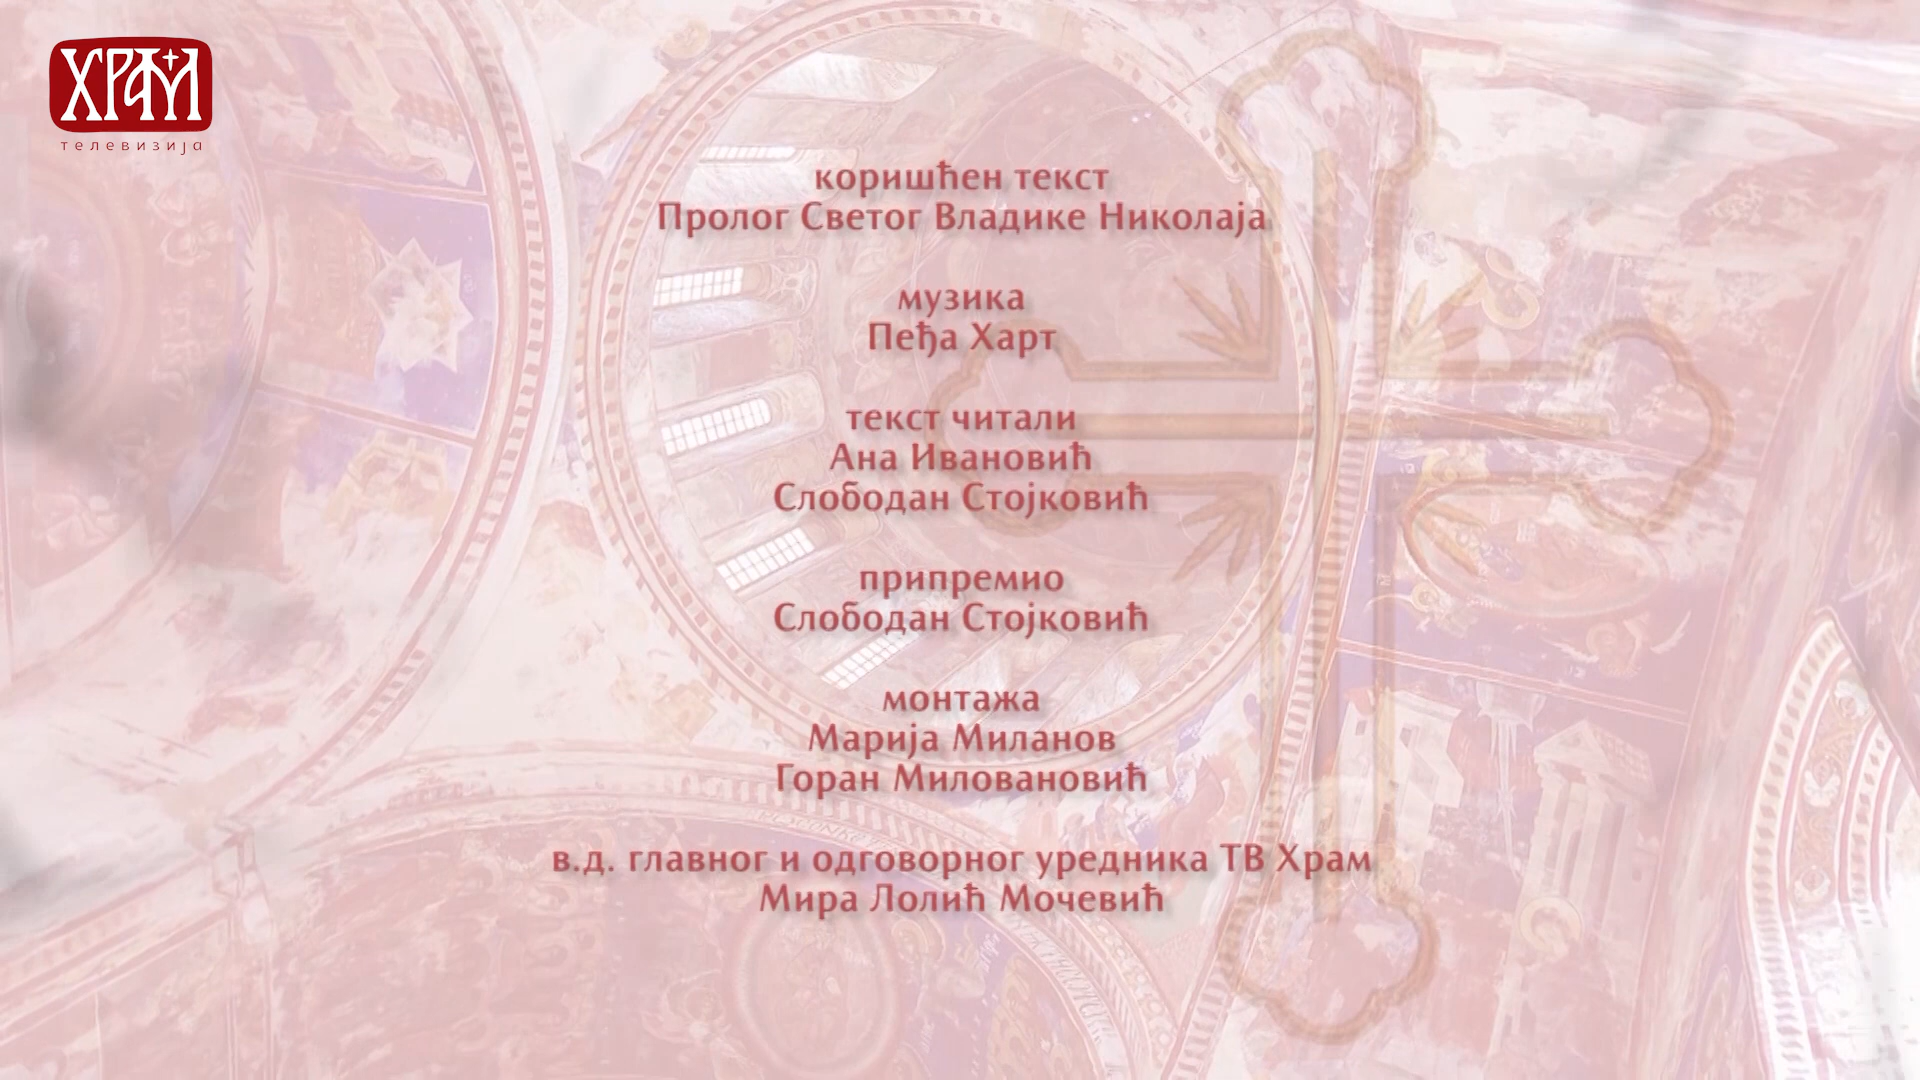 ХРАМ
телевизија
коришћен текст
Пролог Светог Владике Николаја
музика
Пеђа Харт
текст читали
Ана Ивановић
Слободан Стојковић
припремио
Слободан Стојковић
монтажа
Марија Миланов
Горан Миловановић
в.д. главног и одговорног уредника ТВ Храм
Мира Лолић Мочевић